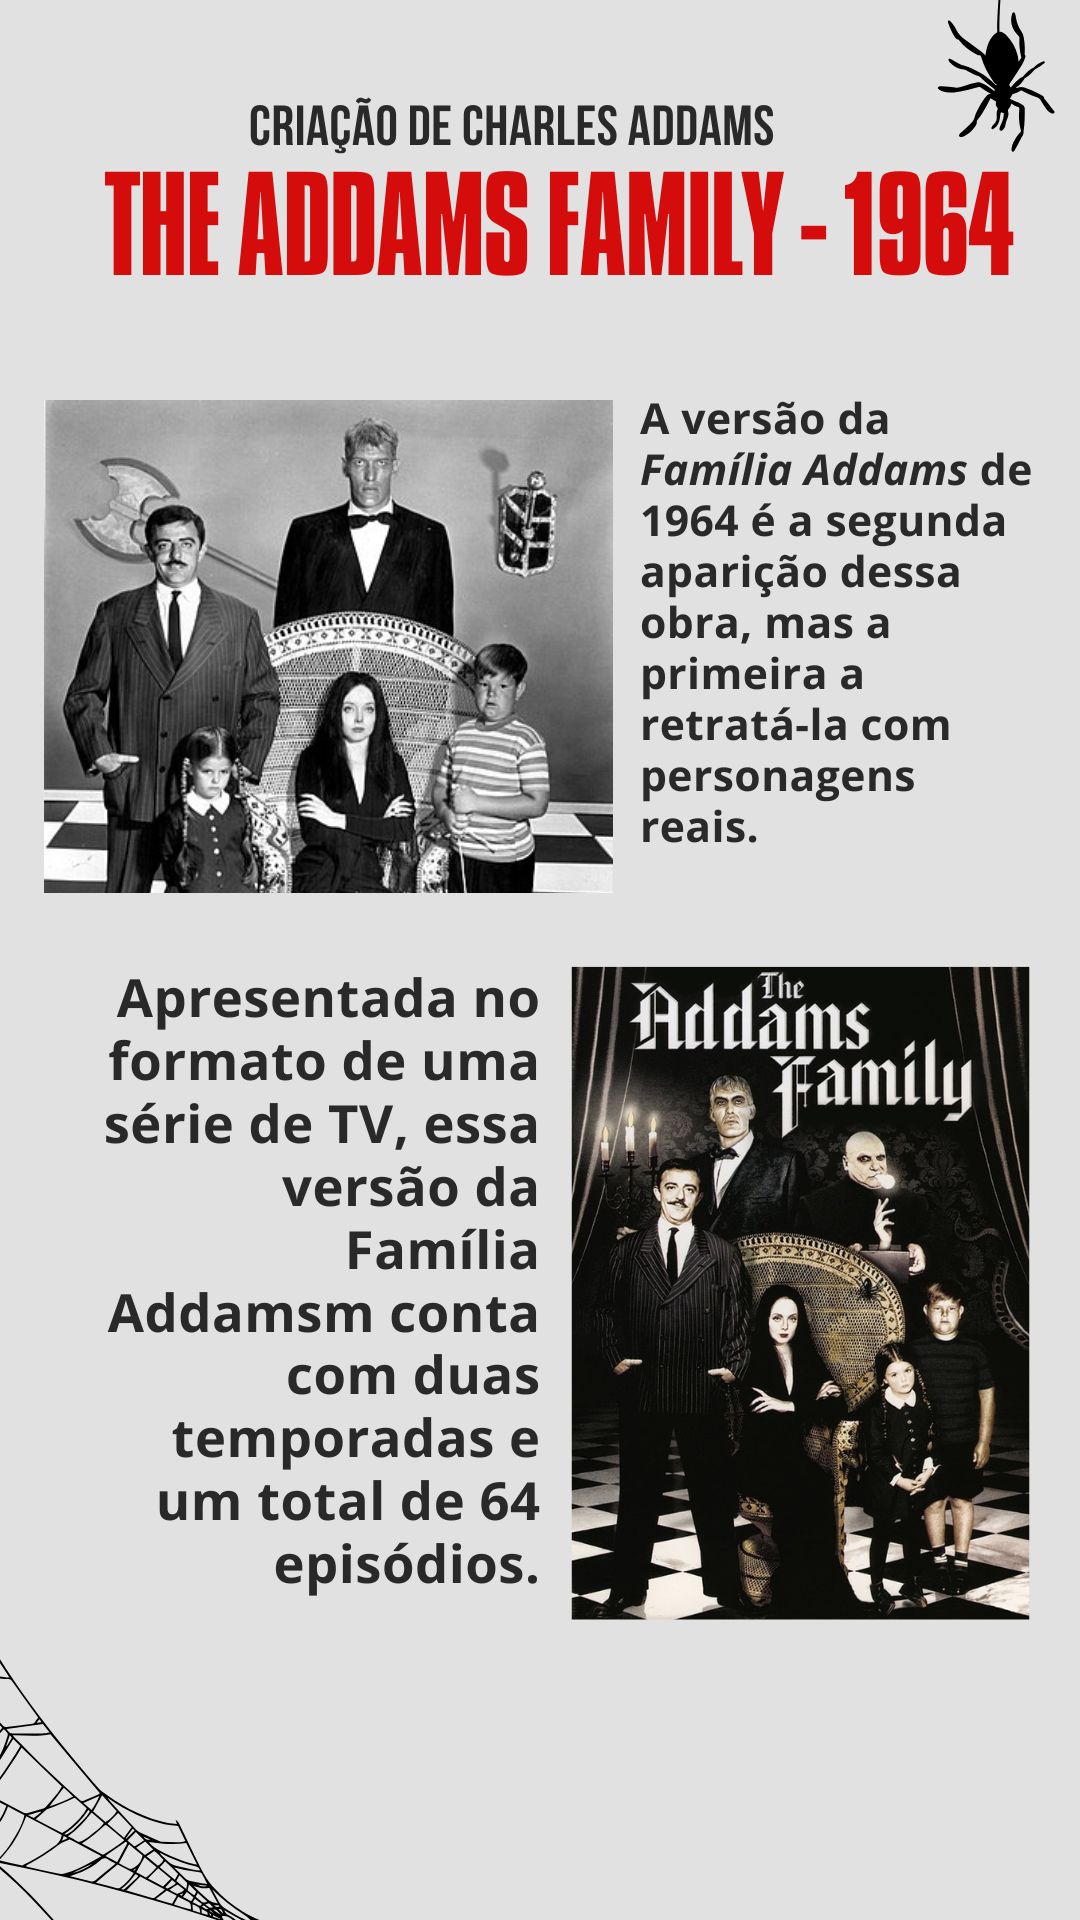 CRIAÇÃO DE CHARLES ADDAMS
THE ADDAMS FAMILY - 1964
A versão da
Família Addams de
1964 é a segunda
aparição dessa
obra, mas a
primeira a
retratá-la com
personagens
reais.
Apresentada no
formato de uma
série de TV, essa
versão da
Família
Addamsm conta
com duas
temporadas e
um total de 64
episódios.
The
Addams
Family